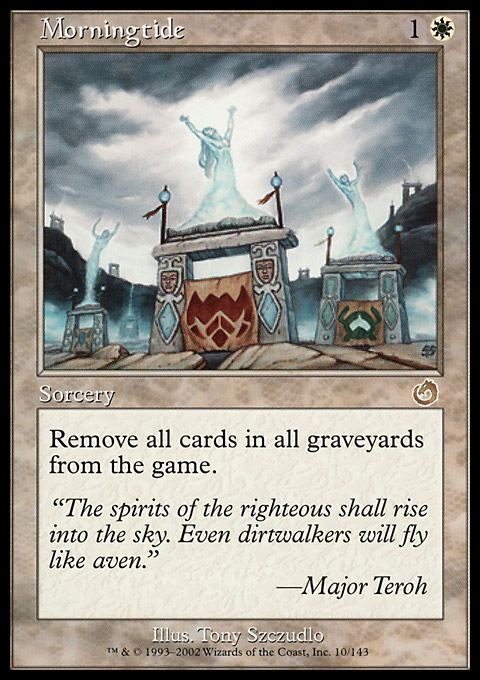 Morningtide 1
Sorcery
Remove all cards in all graveyards
from the game.
“The spirits of the righteous shall rise
into the sky. Even dirtwalkers will fly
like aven.”
—Major Teroh
Illus. Tony Szczudlo
™ & © 1993–2002 Wizards of the Coast, Inc. 10/143